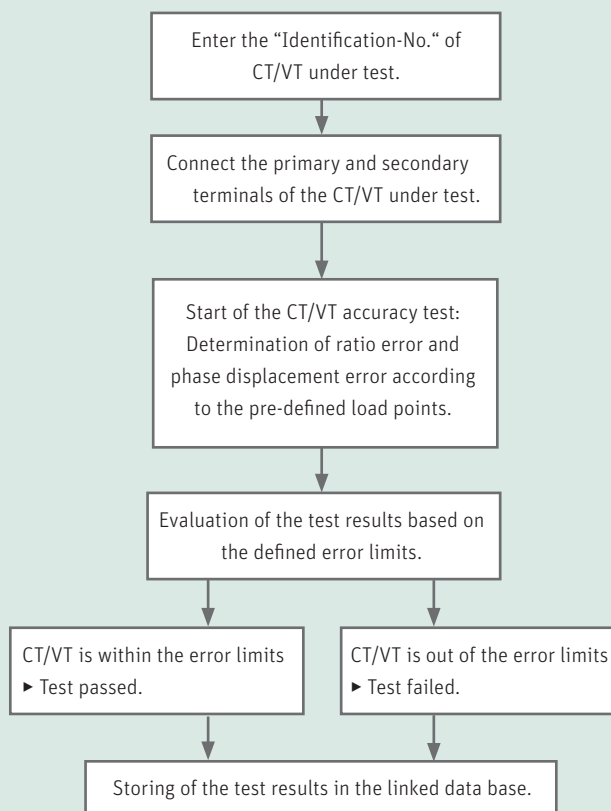 Enter the “Identification-No.“ of
CT/VT under test.
Connect the primary and secondary
terminals of the CT/VT under test.
Start of the CT/VT accuracy test:
Determination of ratio error and
phase displacement error according
to the pre-defined load points.
Evaluation of the test results based on
the defined error limits.
CT/VT is within the error limits
► Test passed.
CT/VT is out of the error limits
► Test failed.
Storing of the test results in the linked data base.